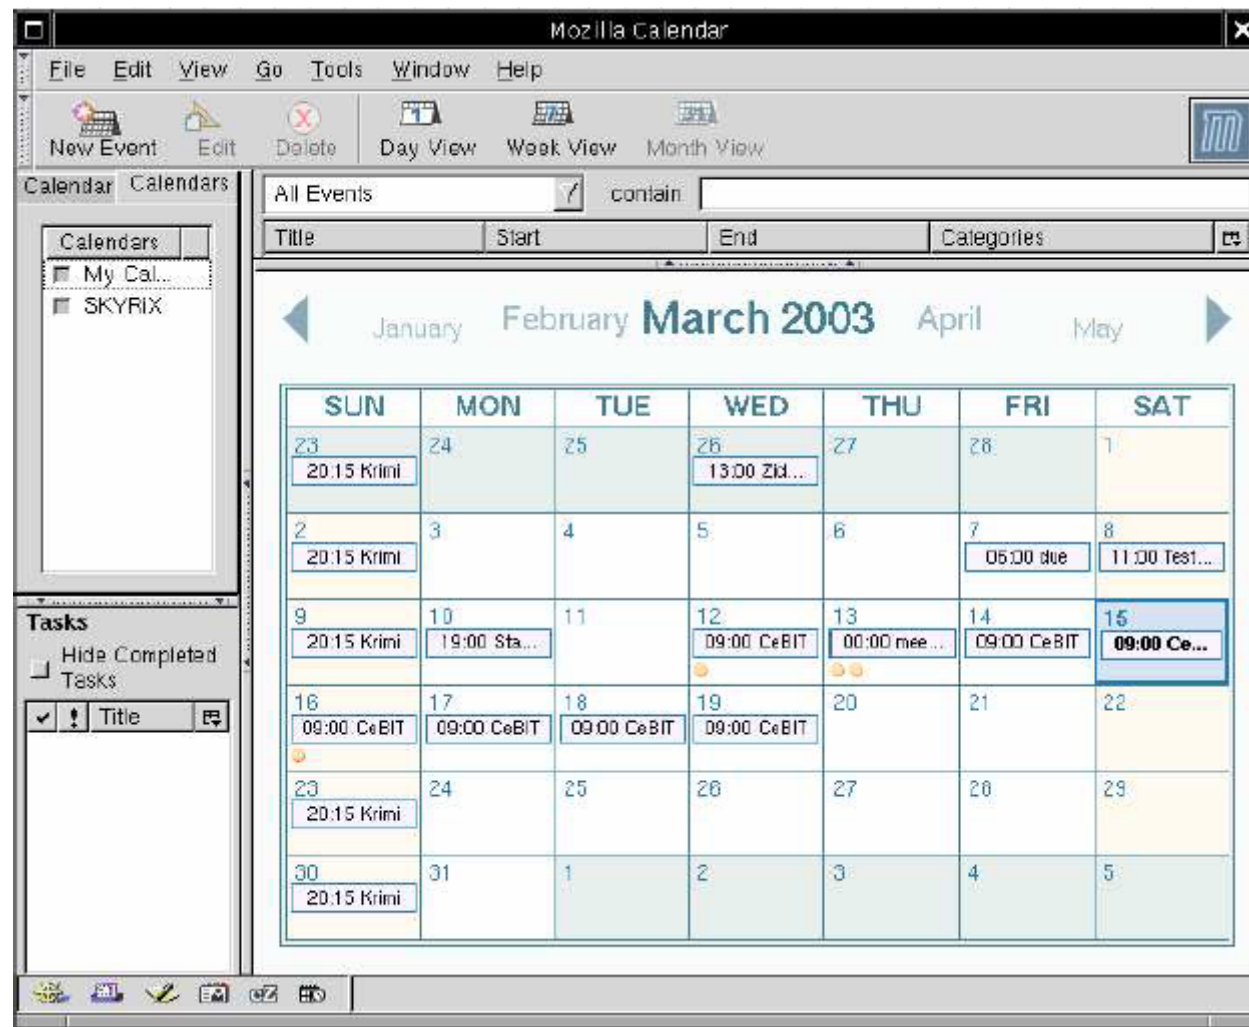 Mozilla Calendar
File Edit View Go Tools Window Help
New Event Edit Delete Day View Week View Month View
Calendar Calendars
All Events contain
Title Start End Categories
Calendars
My Cal...
SKYRIX
January February March 2003 April May
SUN MON TUE WED THU FRI SAT
23 24 25 26 27 28 1
20:15 Krimi 13:00 Zid...
2 3 4 5 6 7 8
20:15 Krimi 06:00 due 11:00 Test...
9 10 11 12 13 14 15
20:15 Krimi 19:00 Sta... 09:00 CeBIT 00:00 mee... 09:00 CeBIT 09:00 Ce...
16 17 18 19 20 21 22
09:00 CeBIT 09:00 CeBIT 09:00 CeBIT 09:00 CeBIT
23 24 25 26 27 28 29
20:15 Krimi
30 31 1 2 3 4 5
20:15 Krimi
Tasks
Hide Completed
Tasks
! Title